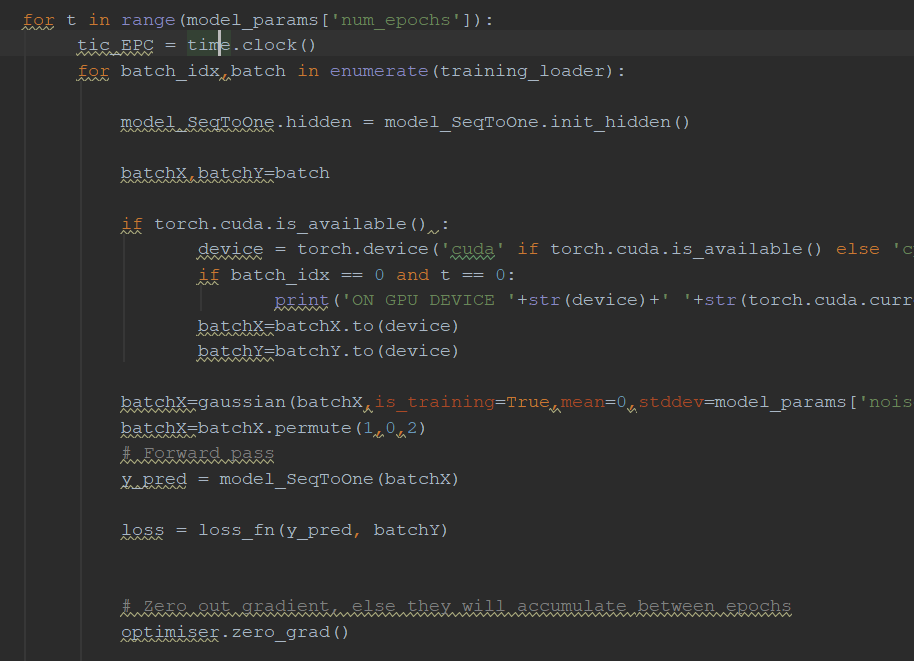 for t in range(model_params['num_epochs']):
tic_EPC = time.clock()
for batch_idx,batch in enumerate(training_loader):
model_SeqToOne.hidden = model_SeqToOne.init_hidden()
batchX,batchY=batch
if torch.cuda.is_available() :
device = torch.device('cuda' if torch.cuda.is_available() else 'c
if batch_idx == 0 and t == 0:
print('ON GPU DEVICE '+str(device)+' '+str(torch.cuda.curr
batchX=batchX.to(device)
batchY=batchY.to(device)
batchX=gaussian(batchX,is_training=True,mean=0,stddev=model_params['nois
batchX=batchX.permute(1,0,2)
# Forward pass
y_pred = model_SeqToOne(batchX)
loss = loss_fn(y_pred, batchY)
# Zero out gradient, else they will accumulate between epochs
optimiser.zero_grad()